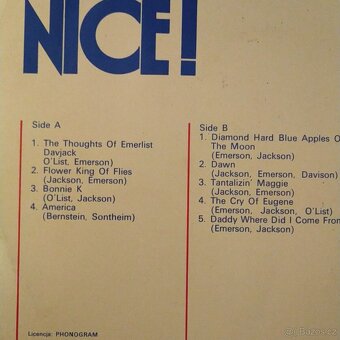 NICE!
Side A
1. The Thoughts Of Emerlist
Davjack
O'List, Emerson)
2. Flower King Of Flies
(Jackson, Emerson)
3. Bonnie K
(O'List, Jackson)
4. America
(Bernstein, Sontheim)
Side B
1. Diamond Hard Blue Apples O
The Moon
(Emerson, Jackson)
2. Dawn
(Jackson, Emerson, Davison)
3. Tantalizin' Maggie
(Jackson, Emerson)
4. The Cry Of Eugene
(Emerson, Jackson, O'List)
5. Daddy Where Did I Come From
(Emerson, Jackson)
Licencja: PHONOGRAM